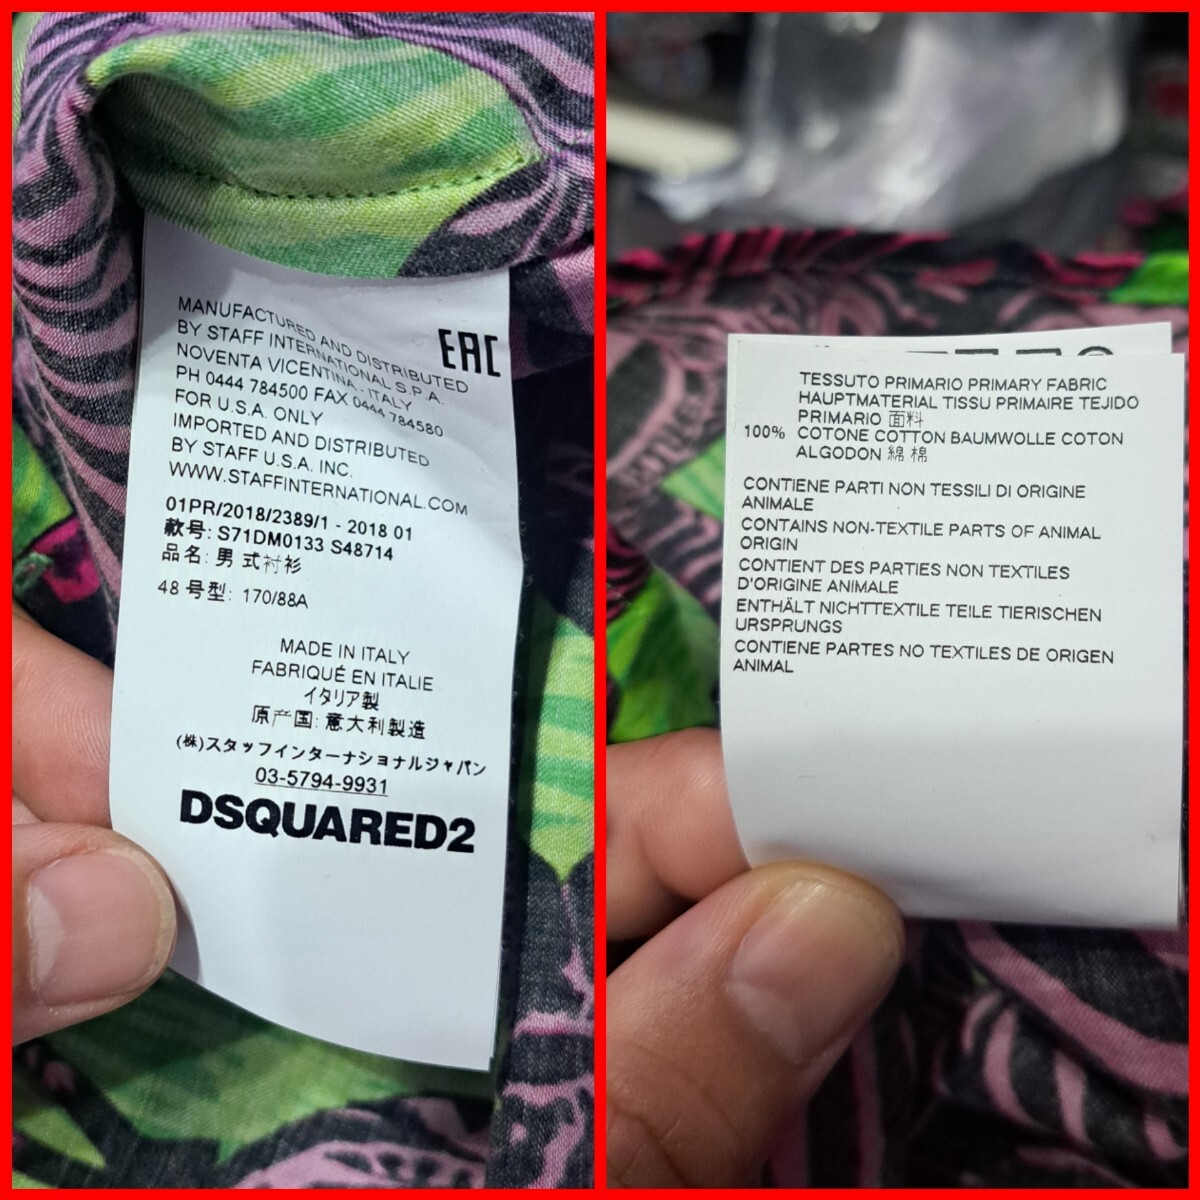 MANUFACTURED AND DISTRIBUTED
BY STAFF INTERNATIONAL S.P.A.
NOVENTA VICENTINA - ITALY
PH 0444 784500 FAX 0444 784580
FOR U.S.A. ONLY
IMPORTED AND DISTRIBUTED
BY STAFF U.S.A. INC.
WWW.STAFFINTERNATIONAL.COM
EAC
01PR/2018/2389/1 - 2018 01
款号: S71DM0133 S48714
品名: 男式衬衫
48 号型: 170/88A
MADE IN ITALY
FABRIQUÉ EN ITALIE
イタリア製
原产国: 意大利製造
(株)スタッフインターナショナルジャパン
03-5794-9931
DSQUARED2
TESSUTO PRIMARIO PRIMARY FABRIC
HAUPTMATERIAL TISSU PRIMAIRE TEJIDO
PRIMARIO 面料
100% COTONE COTTON BAUMWOLLE COTON
ALGODON 綿 棉
CONTIENE PARTI NON TESSILI DI ORIGINE
ANIMALE
CONTAINS NON-TEXTILE PARTS OF ANIMAL
ORIGIN
CONTIENT DES PARTIES NON TEXTILES
D'ORIGINE ANIMALE
ENTHÄLT NICHTTEXTILE TEILE TIERISCHEN
URSPRUNGS
CONTIENE PARTES NO TEXTILES DE ORIGEN
ANIMAL